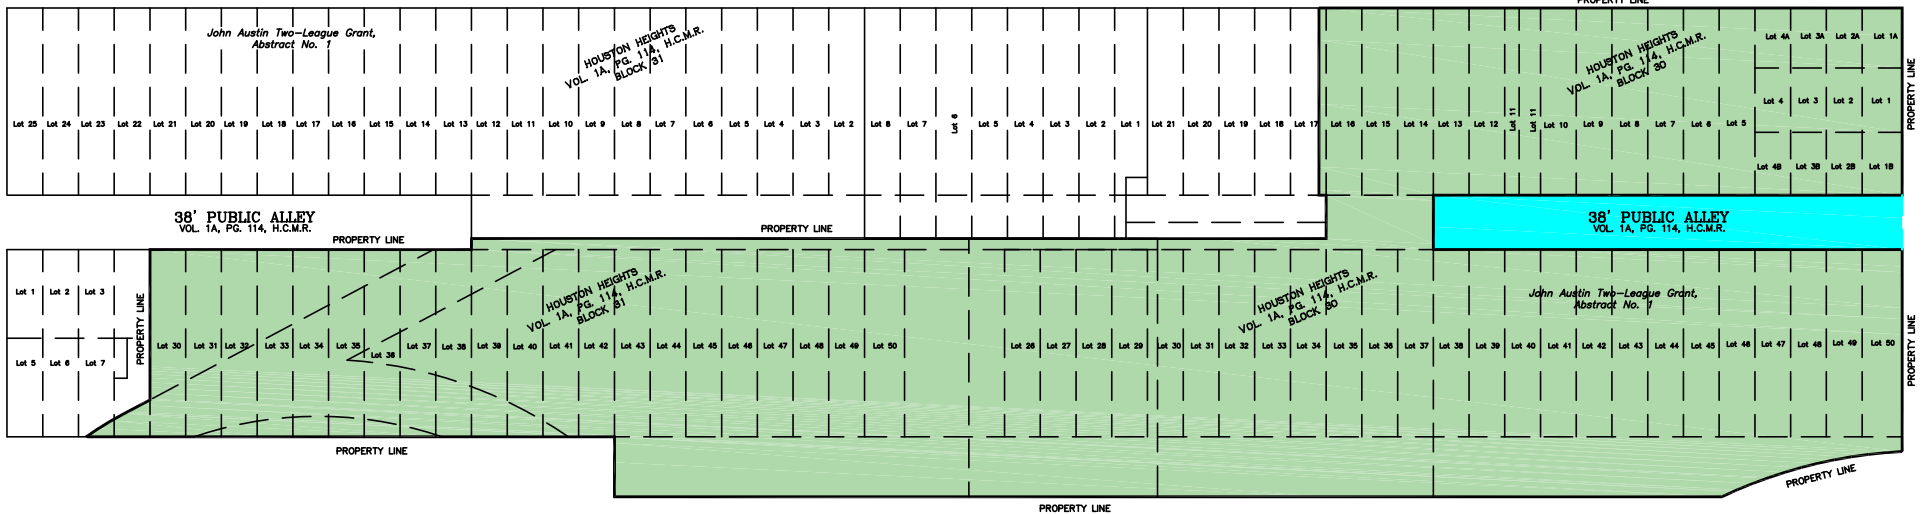 PROPERTY LINE
John Austin Two-League Grant,
Abstract No. 1
HOUSTON HEIGHTS
VOL. 1A, PG. 114, H.C.M.R.
BLOCK 31
HOUSTON HEIGHTS
VOL. 1A, PG. 114, H.C.M.R.
BLOCK 30
Lot 4A Lot 3A Lot 2A Lot 1A
PROPERTY LINE
Lot 4 Lot 3 Lot 2 Lot 1
Lot 25 Lot 24 Lot 23 Lot 22 Lot 21 Lot 20 Lot 19 Lot 18 Lot 17 Lot 16 Lot 15 Lot 14 Lot 13 Lot 12 Lot 11 Lot 10 Lot 9 Lot 8 Lot 7 Lot 6 Lot 5 Lot 4 Lot 3 Lot 2 Lot 8 Lot 7 Lot 6 Lot 5 Lot 4 Lot 3 Lot 2 Lot 1 Lot 21 Lot 20 Lot 19 Lot 18 Lot 17 Lot 16 Lot 15 Lot 14 Lot 13 Lot 12 Lot 11 Lot 11 Lot 10 Lot 9 Lot 8 Lot 7 Lot 6 Lot 5
Lot 4B Lot 3B Lot 2B Lot 1B
38' PUBLIC ALLEY
VOL. 1A, PG. 114, H.C.M.R.
PROPERTY LINE
PROPERTY LINE
38' PUBLIC ALLEY
VOL. 1A, PG. 114, H.C.M.R.
Lot 1 Lot 2 Lot 3
PROPERTY LINE
HOUSTON HEIGHTS
VOL. 1A, PG. 114, H.C.M.R.
BLOCK 31
HOUSTON HEIGHTS
VOL. 1A, PG. 114, H.C.M.R.
BLOCK 30
John Austin Two-League Grant,
Abstract No. 1
PROPERTY LINE
Lot 30 Lot 31 Lot 32 Lot 33 Lot 34 Lot 35 Lot 36 Lot 37 Lot 38 Lot 39 Lot 40 Lot 41 Lot 42 Lot 43 Lot 44 Lot 45 Lot 46 Lot 47 Lot 48 Lot 49 Lot 50 Lot 26 Lot 27 Lot 28 Lot 29 Lot 30 Lot 31 Lot 32 Lot 33 Lot 34 Lot 35 Lot 36 Lot 37 Lot 38 Lot 39 Lot 40 Lot 41 Lot 42 Lot 43 Lot 44 Lot 45 Lot 46 Lot 47 Lot 48 Lot 49 Lot 50
Lot 5 Lot 6 Lot 7
PROPERTY LINE
PROPERTY LINE
PROPERTY LINE